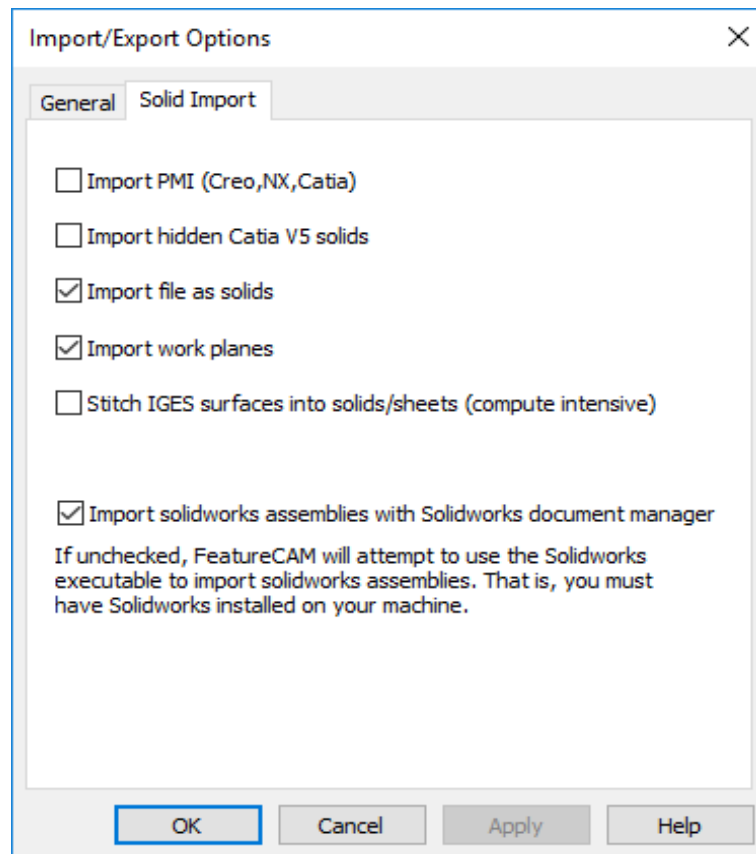 Import/Export Options
General
Solid Import
Import PMI (Creo,NX,Catia)
Import hidden Catia V5 solids
Import file as solids
Import work planes
Stitch IGES surfaces into solids/sheets (compute intensive)
Import solidworks assemblies with Solidworks document manager
If unchecked, FeatureCAM will attempt to use the Solidworks
executable to import solidworks assemblies. That is, you must
have Solidworks installed on your machine.
OK
Cancel
Apply
Help